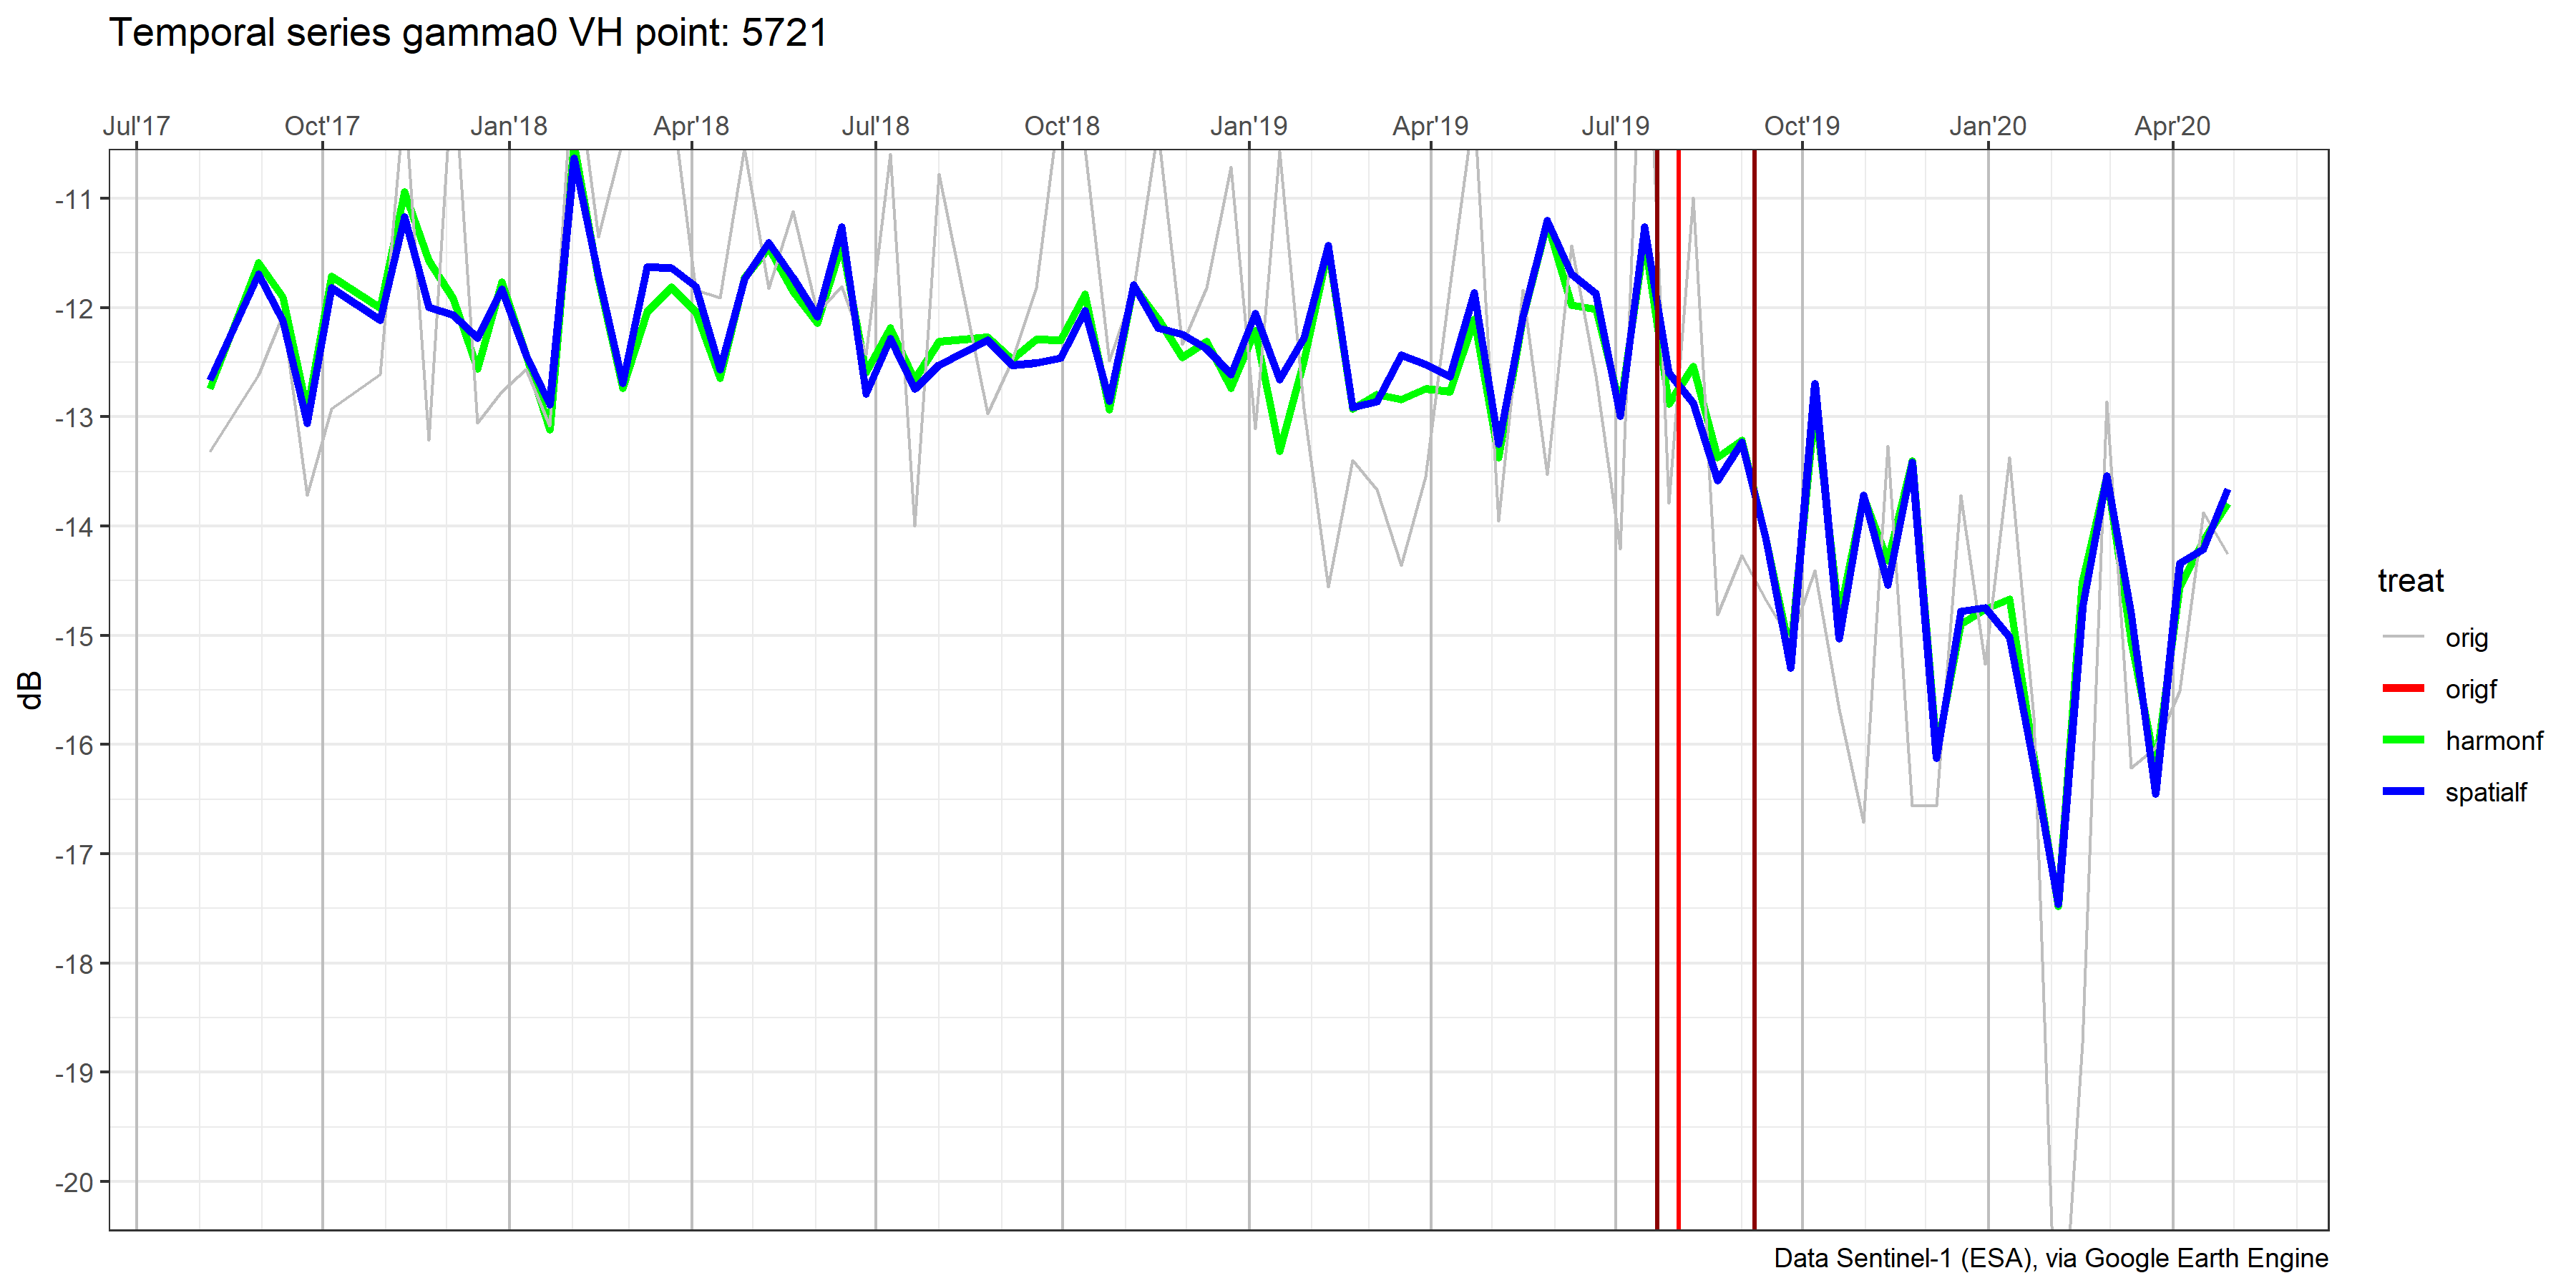 Temporal series gamma0 VH point: 5721
Jul'17 Oct'17 Jan'18 Apr'18 Jul'18 Oct'18 Jan'19 Apr'19 Jul'19 Oct'19 Jan'20 Apr'20
-11
-12
-13
-14
-15
-16
-17
-18
-19
-20
dB
treat
orig
origf
harmonf
spatialf
Data Sentinel-1 (ESA), via Google Earth Engine